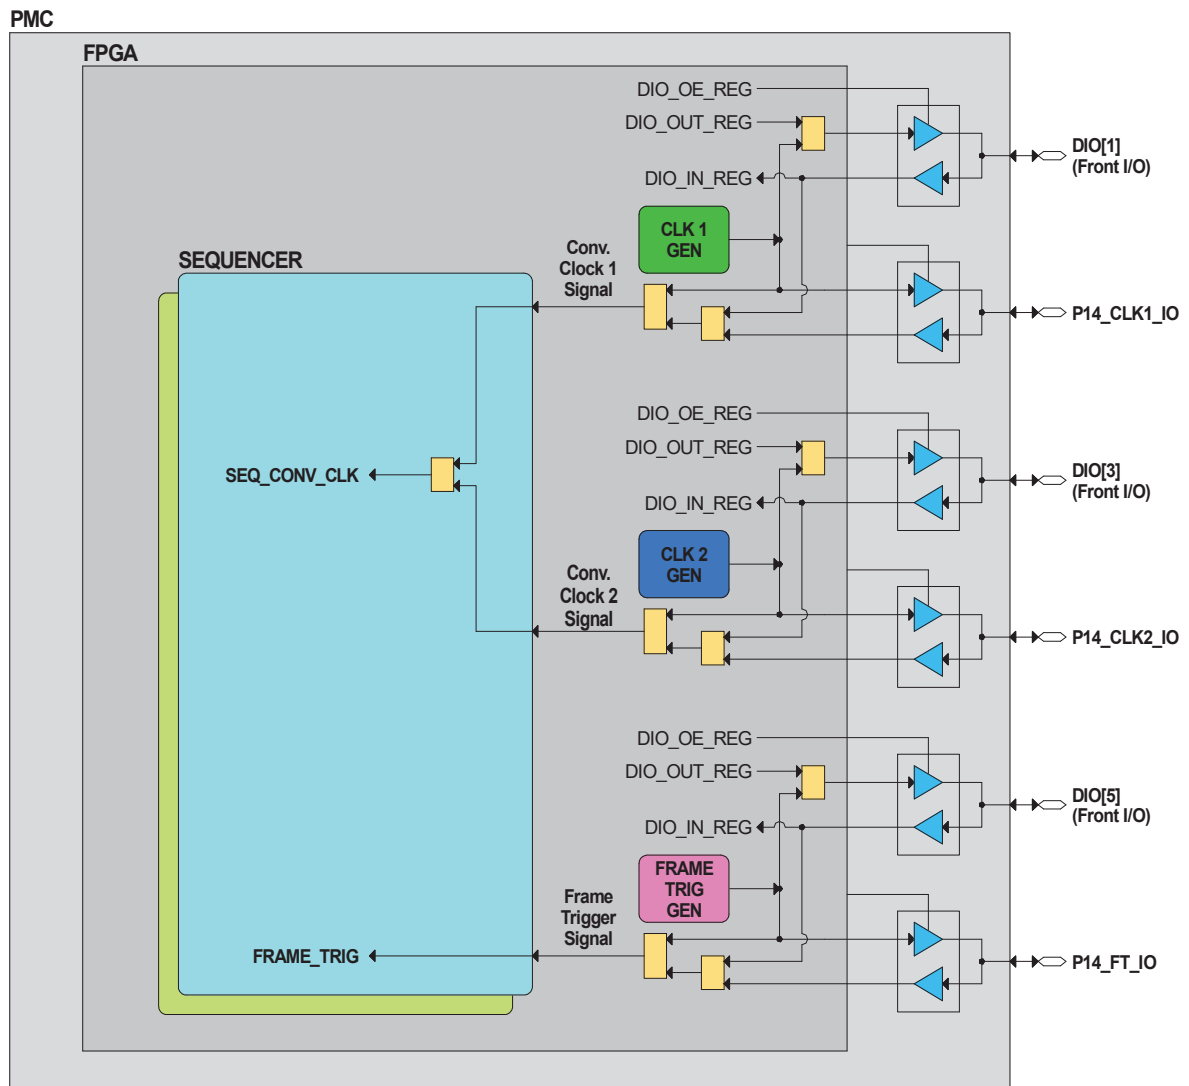 PMC
FPGA
DIO_OE_REG
DIO_OUT_REG
DIO[1]
(Front I/O)
DIO_IN_REG
CLK 1
GEN
Conv.
Clock 1
Signal
SEQUENCER
P14_CLK1_IO
DIO_OE_REG
DIO_OUT_REG
SEQ_CONV_CLK
DIO[3]
(Front I/O)
DIO_IN_REG
CLK 2
GEN
Conv.
Clock 2
Signal
P14_CLK2_IO
DIO_OE_REG
DIO_OUT_REG
DIO[5]
(Front I/O)
DIO_IN_REG
FRAME
TRIG
GEN
Frame
Trigger
Signal
FRAME_TRIG
P14_FT_IO